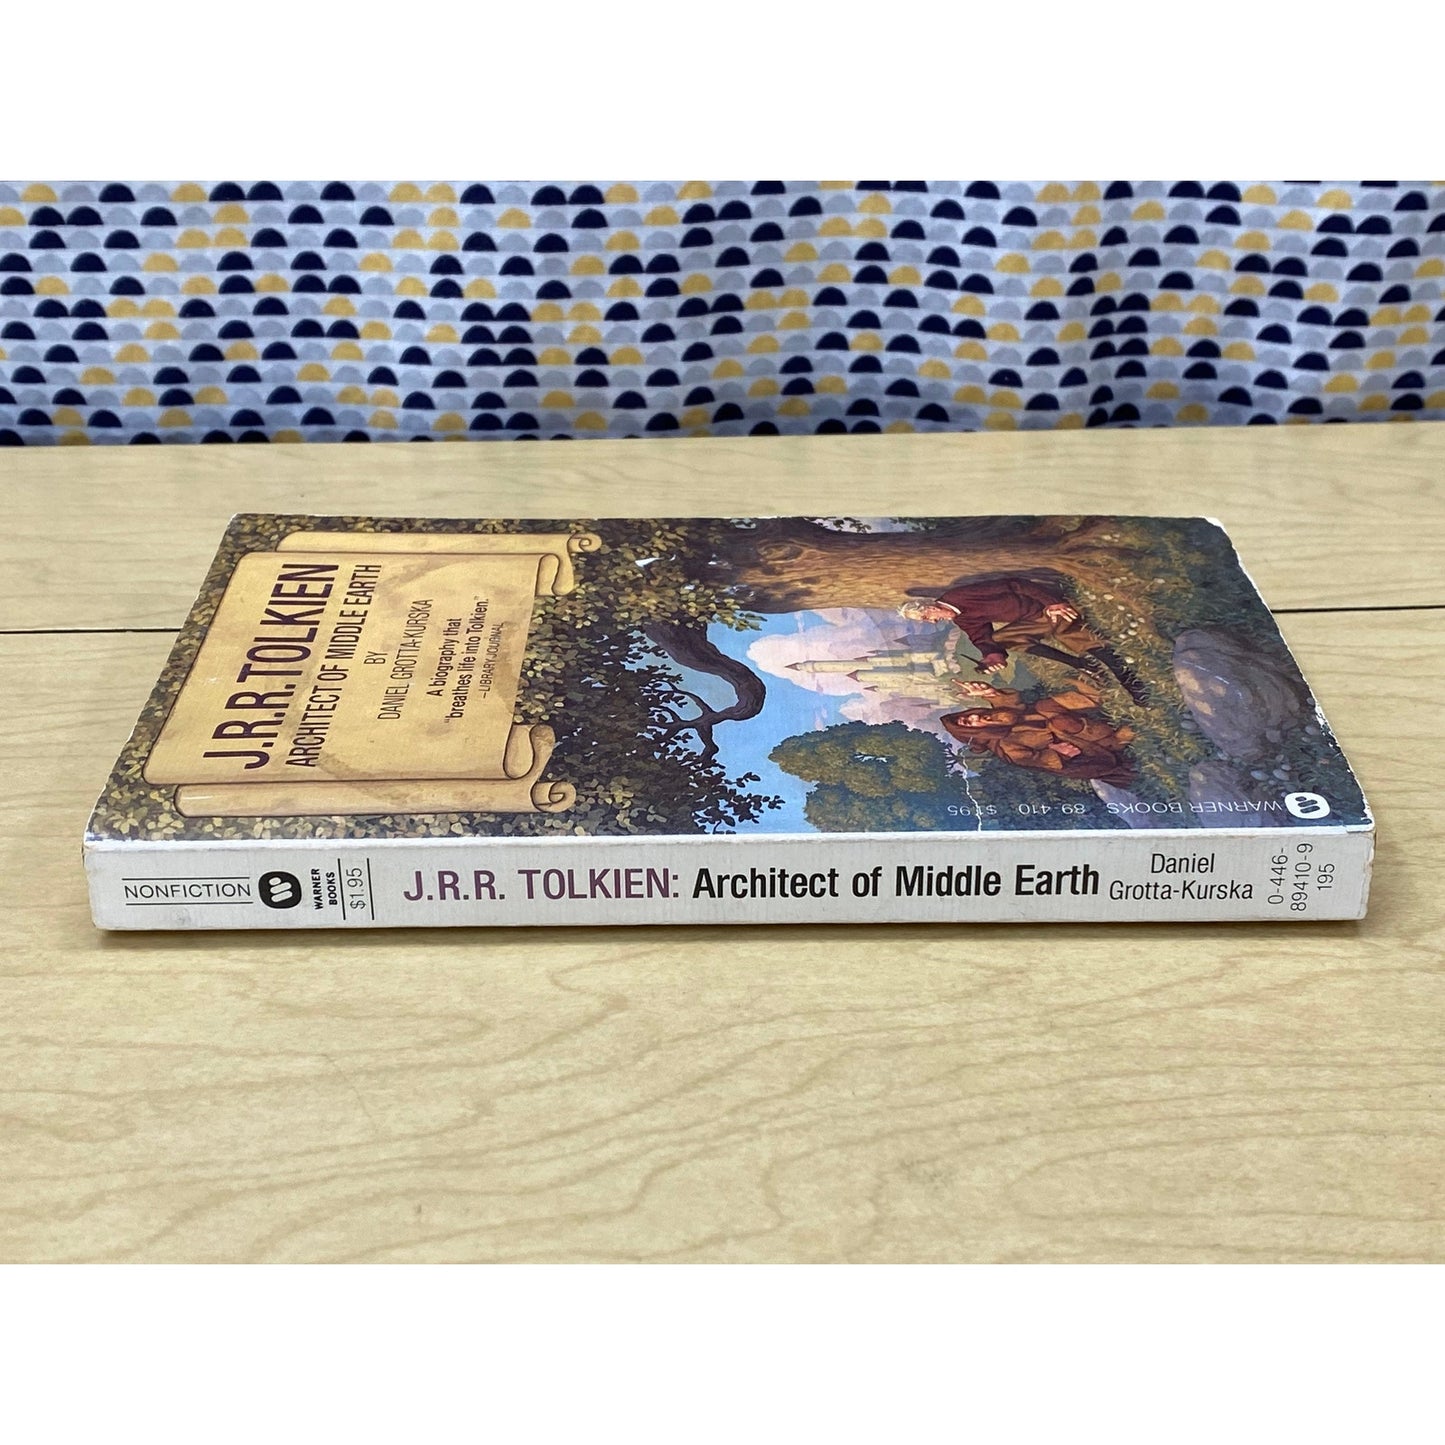 J.R.R. TOLKIEN
ARCHITECT OF MIDDLE EARTH
BY
DANIEL GROTTA-KURSKA
A biography that
"breathes life into Tolkien."
—LIBRARY JOURNAL
WARNER BOOKS 89-410 $1.95
NONFICTION
WARNER
BOOKS
$1.95
J.R.R. TOLKIEN: Architect of Middle Earth
Daniel
Grotta-Kurska
0-446-
89410-9
195